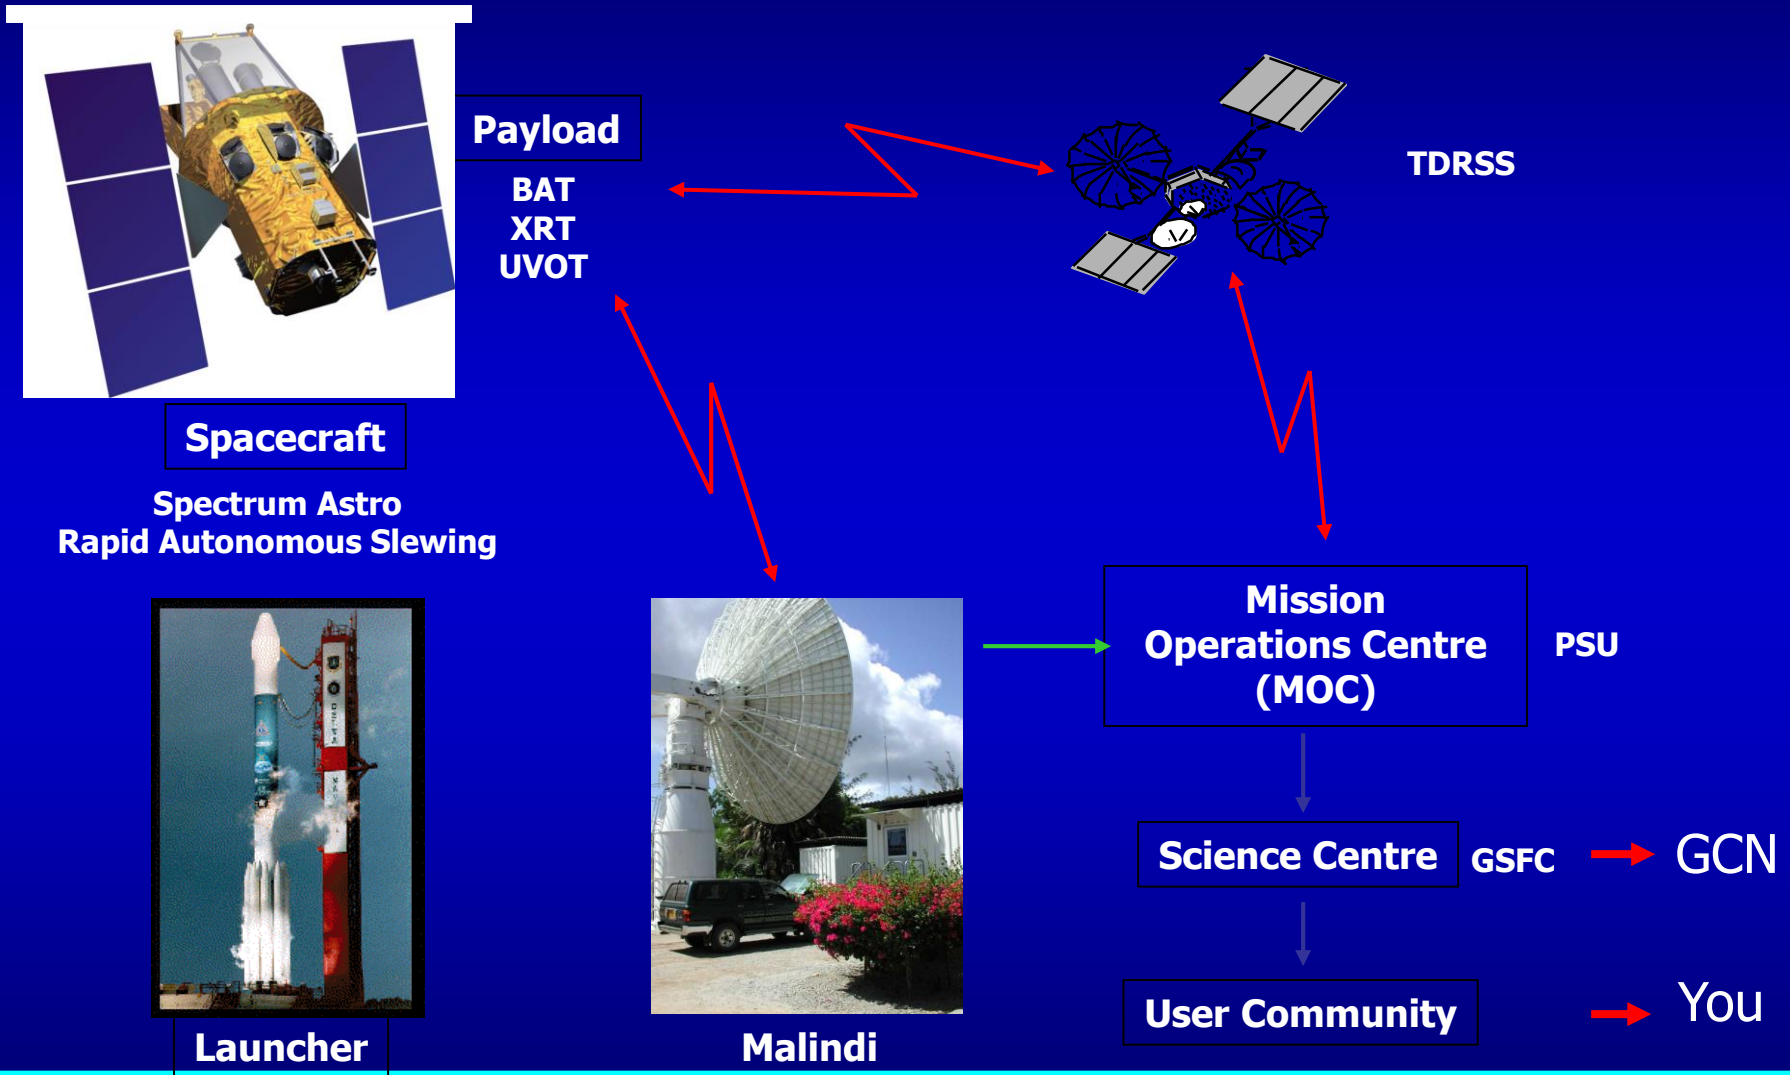 Payload
BAT
XRT
UVOT
TDRSS
Spacecraft
Spectrum Astro
Rapid Autonomous Slewing
Mission
Operations Centre
(MOC)
PSU
Science Centre
GSFC
GCN
User Community
You
Launcher
Malindi